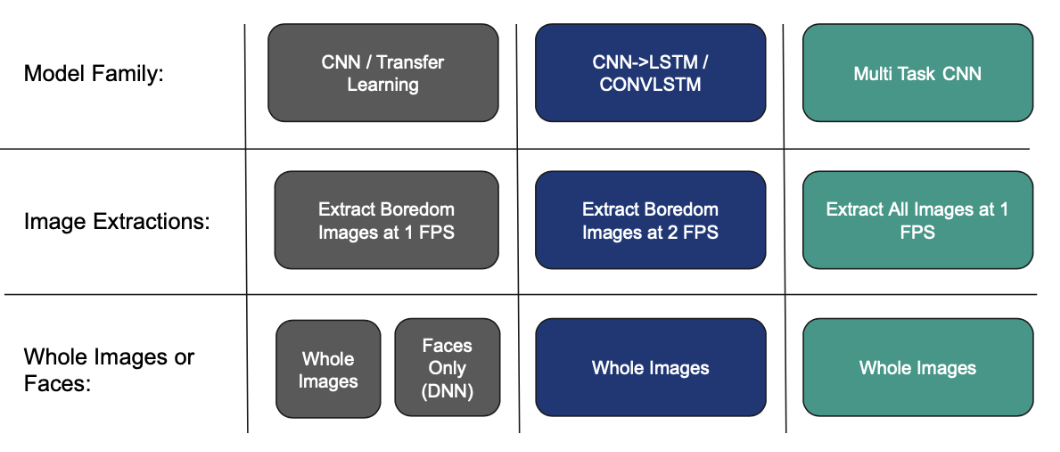 Model Family:
CNN / Transfer
Learning
CNN->LSTM /
CONVLSTM
Multi Task CNN
Image Extractions:
Extract Boredom
Images at 1 FPS
Extract Boredom
Images at 2 FPS
Extract All Images at 1
FPS
Whole Images or
Faces:
Whole
Images
Faces
Only
(DNN)
Whole Images
Whole Images